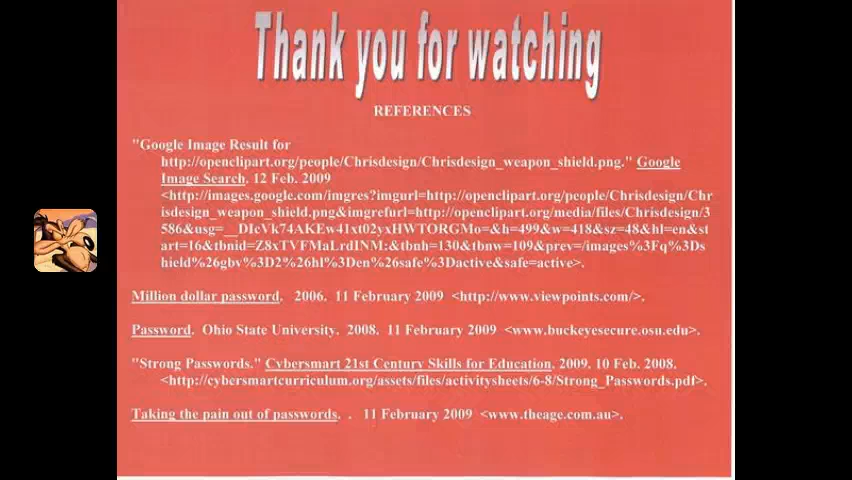 Thank you for watching
REFERENCES
"Google Image Result for
http://openclipart.org/people/Chrisdesign/Chrisdesign_weapon_shield.png." Google
Image Search. 12 Feb. 2009
<http://images.google.com/imgres?imgurl=http://openclipart.org/people/Chrisdesign/Chr
isdesign_weapon_shield.png&imgrefurl=http://openclipart.org/media/files/Chrisdesign/3
586&usg=__DIcVk74AKEw41xt02yxHWTORGMo=&h=499&w=418&sz=48&hl=en&st
art=16&tbnid=Z8xTVFMaLrdINM:&tbnh=130&tbnw=109&prev=/images%3Fq%3Ds
hield%26gbv%3D2%26hl%3Den%26safe%3Dactive&safe=active>.
Million dollar password. 2006. 11 February 2009 <http://www.viewpoints.com/>.
Password. Ohio State University. 2008. 11 February 2009 <www.buckeyesecure.osu.edu>.
"Strong Passwords." Cybersmart 21st Century Skills for Education. 2009. 10 Feb. 2008.
<http://cybersmartcurriculum.org/assets/files/activitysheets/6-8/Strong_Passwords.pdf>.
Taking the pain out of passwords. . 11 February 2009 <www.theage.com.au>.